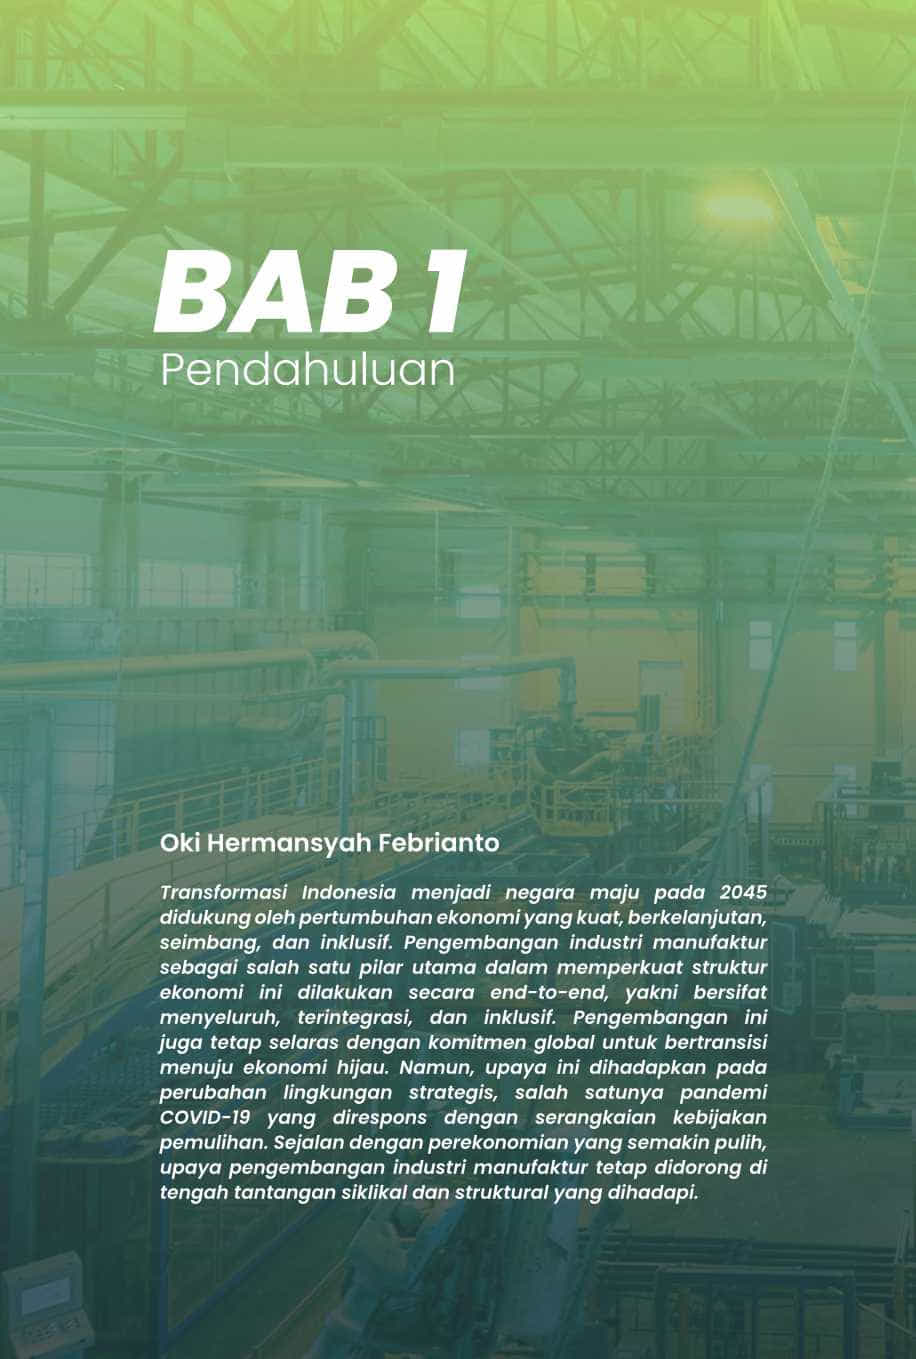 BAB 1
Pendahuluan
Oki Hermansyah Febrianto
Transformasi Indonesia menjadi negara maju pada 2045
didukung oleh pertumbuhan ekonomi yang kuat, berkelanjutan,
seimbang, dan inklusif. Pengembangan industri manufaktur
sebagai salah satu pilar utama dalam memperkuat struktur
ekonomi ini dilakukan secara end-to-end, yakni bersifat
menyeluruh, terintegrasi, dan inklusif. Pengembangan ini
juga tetap selaras dengan komitmen global untuk bertransisi
menuju ekonomi hijau. Namun, upaya ini dihadapkan pada
perubahan lingkungan strategis, salah satunya pandemi
COVID-19 yang direspons dengan serangkaian kebijakan
pemulihan. Sejalan dengan perekonomian yang semakin pulih,
upaya pengembangan industri manufaktur tetap didorong di
tengah tantangan siklikal dan struktural yang dihadapi.